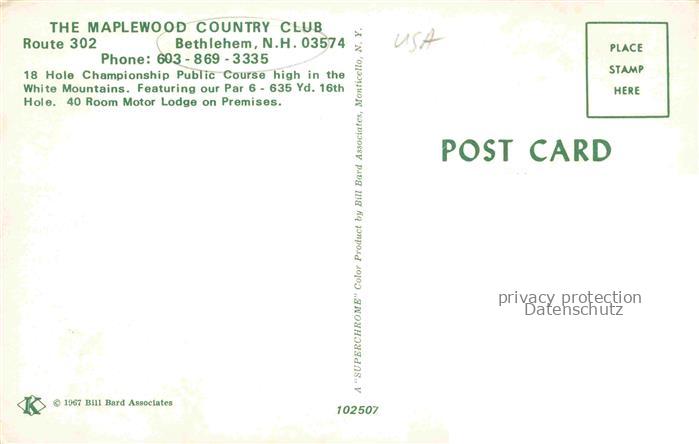 THE MAPLEWOOD COUNTRY CLUB
Route 302 Bethlehem, N.H. 03574
Phone: 603-869-3335
18 Hole Championship Public Course high in the
White Mountains. Featuring our Par 6 - 635 Yd. 16th
Hole. 40 Room Motor Lodge on Premises.
A "SUPERCHROME" Color Product by Bill Bard Associates, Monticello, N. Y.
USA
PLACE
STAMP
HERE
POST CARD
privacy protection
Datenschutz
K © 1967 Bill Bard Associates
102507